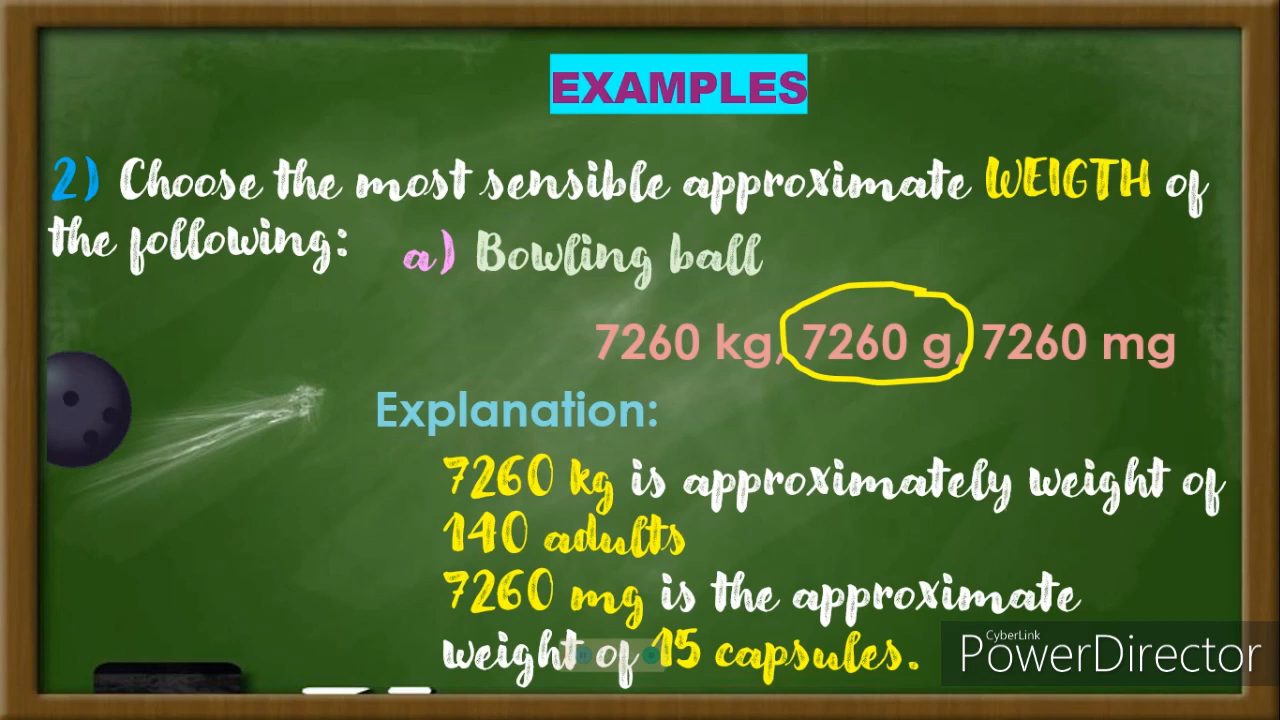 EXAMPLES
2) Choose the most sensible approximate WEIGTH of
the following: a) Bowling ball
7260 kg, 7260 g, 7260 mg
Explanation:
7260 kg is approximately weight of
140 adults
7260 mg is the approximate
weight of 15 capsules.
CyberLink
PowerDirector